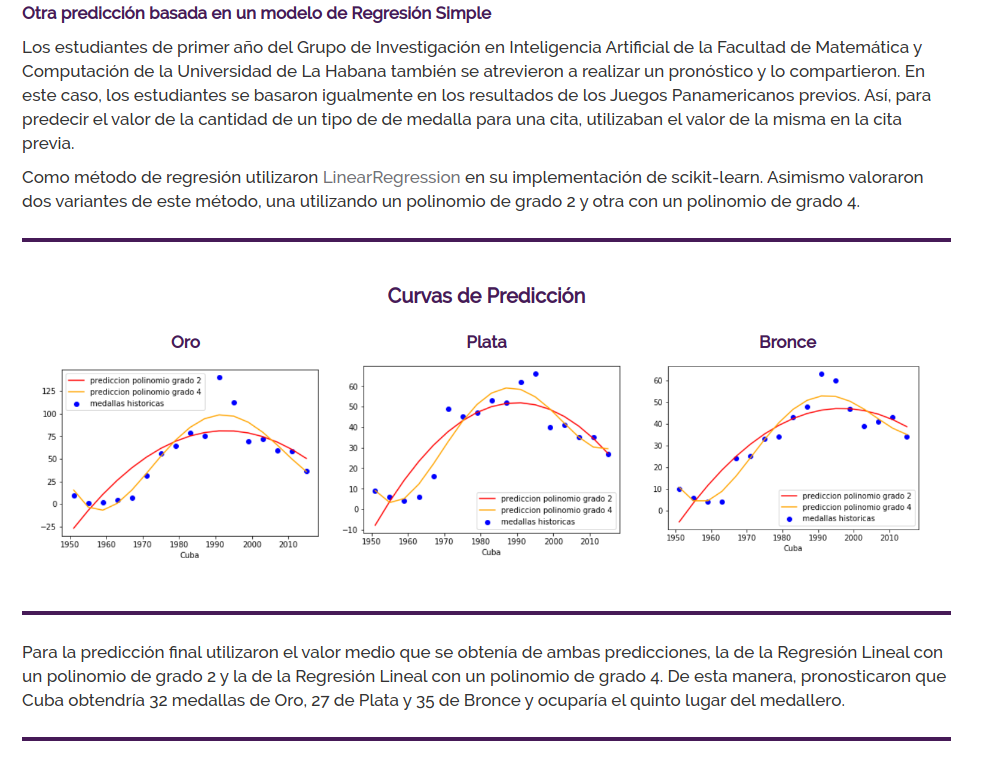 Otra predicción basada en un modelo de Regresión Simple
Los estudiantes de primer año del Grupo de Investigación en Inteligencia Artificial de la Facultad de Matemática y
Computación de la Universidad de La Habana también se atrevieron a realizar un pronóstico y lo compartieron. En
este caso, los estudiantes se basaron igualmente en los resultados de los Juegos Panamericanos previos. Así, para
predecir el valor de la cantidad de un tipo de de medalla para una cita, utilizaban el valor de la misma en la cita
previa.
Como método de regresión utilizaron LinearRegression en su implementación de scikit-learn. Asimismo valoraron
dos variantes de este método, una utilizando un polinomio de grado 2 y otra con un polinomio de grado 4.
Curvas de Predicción
Oro
prediccion polinomio grado 2
prediccion polinomio grado 4
medallas historicas
125
100
75
50
25
0
−25
1950 1960 1970 1980 1990 2000 2010
Cuba
Plata
60
50
40
30
20
10
0
−10
prediccion polinomio grado 2
prediccion polinomio grado 4
medallas historicas
1950 1960 1970 1980 1990 2000 2010
Cuba
Bronce
60
50
40
30
20
10
0
prediccion polinomio grado 2
prediccion polinomio grado 4
medallas historicas
1950 1960 1970 1980 1990 2000 2010
Cuba
Para la predicción final utilizaron el valor medio que se obtenía de ambas predicciones, la de la Regresión Lineal con
un polinomio de grado 2 y la de la Regresión Lineal con un polinomio de grado 4. De esta manera, pronosticaron que
Cuba obtendría 32 medallas de Oro, 27 de Plata y 35 de Bronce y ocuparía el quinto lugar del medallero.